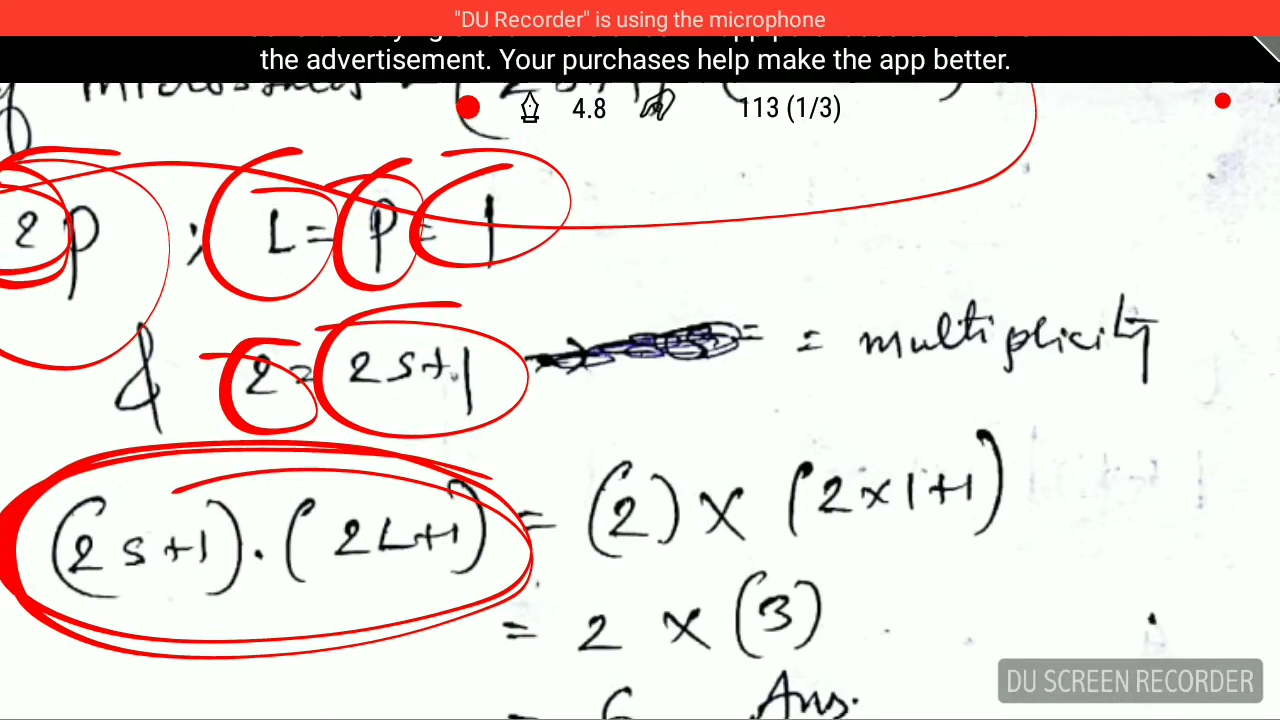 "DU Recorder" is using the microphone
the advertisement. Your purchases help make the app better.
4.8 113 (1/3)
2p ; L = P = 1
& 2 = 2s+1 = multiplicity
(2s+1).(2L+1) = (2) x (2x1+1)
= 2 x (3)
= 6 Ans.
DU SCREEN RECORDER